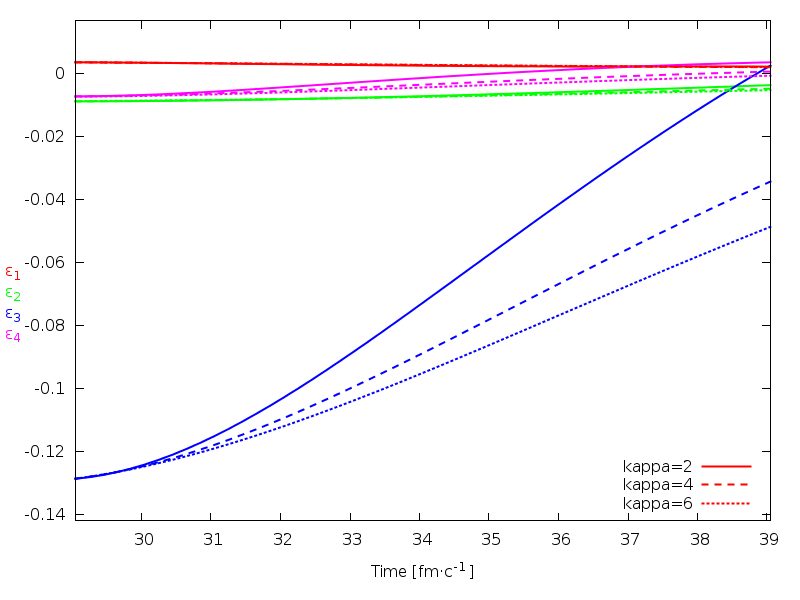 0
-0.02
-0.04
-0.06
-0.08
-0.1
-0.12
-0.14
ε1
ε2
ε3
ε4
kappa=2
kappa=4
kappa=6
30 31 32 33 34 35 36 37 38 39
Time [fm·c-1]